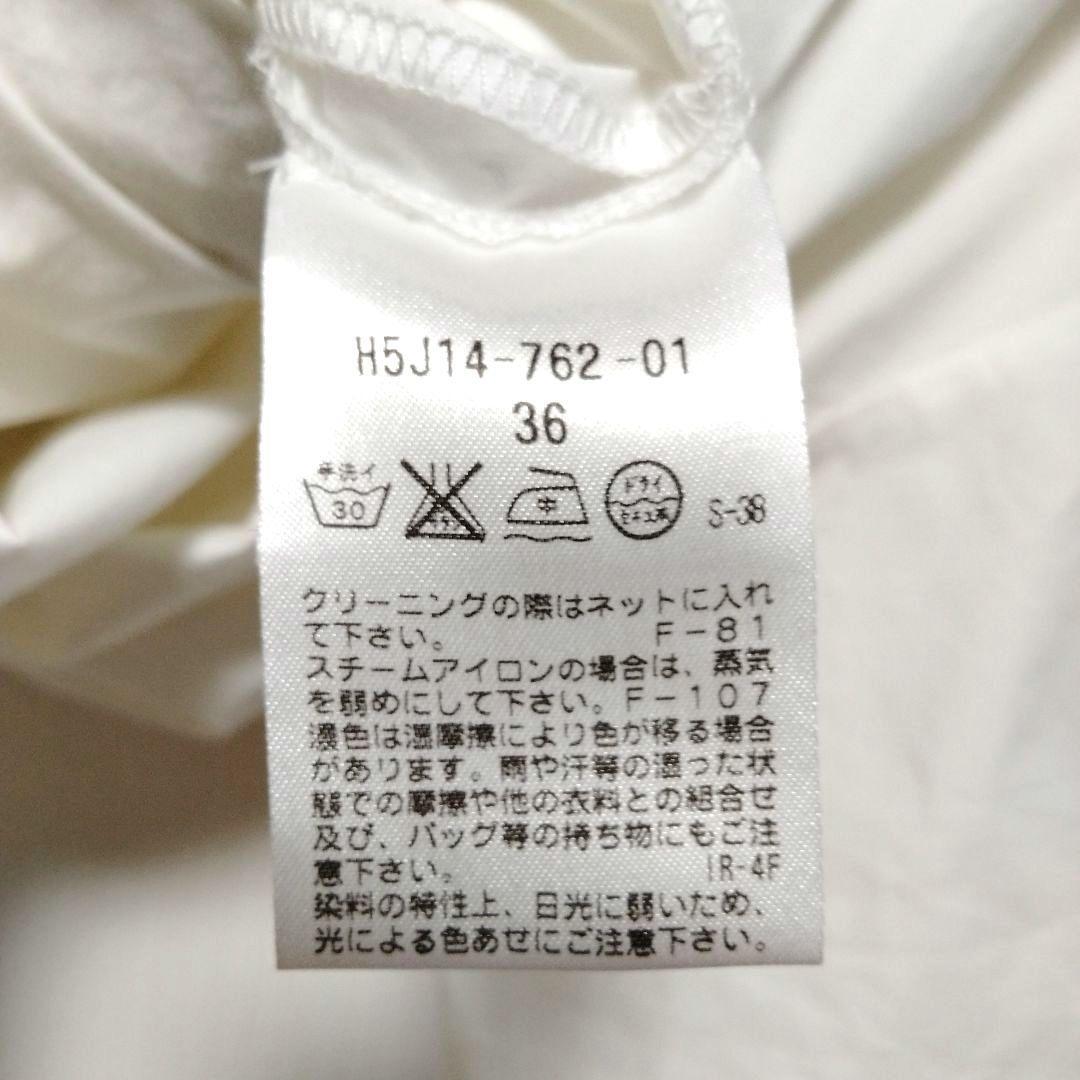 H5J14-762-01
36
手洗イ
30
中
ドライ
セキユ系
S-38
クリーニングの際はネットに入れ
て下さい。 F-81
スチームアイロンの場合は、蒸気
を弱めにして下さい。F-107
濃色は湿摩擦により色が移る場合
があります。雨や汗等の湿った状
態での摩擦や他の衣料との組合せ
及び、バッグ等の持ち物にもご注
意下さい。 IR-4F
染料の特性上、日光に弱いため、
光による色あせにご注意下さい。